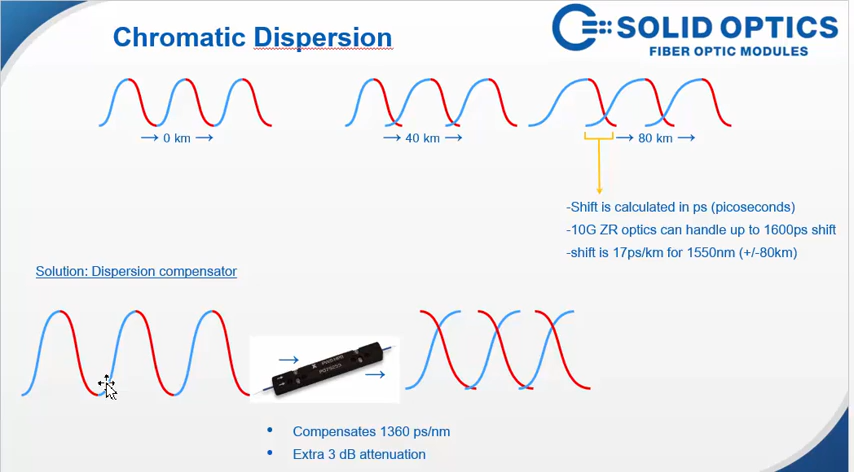 Chromatic Dispersion
SOLID OPTICS
FIBER OPTIC MODULES
→ 0 km →
→ 40 km →
→ 80 km →
-Shift is calculated in ps (picoseconds)
-10G ZR optics can handle up to 1600ps shift
-shift is 17ps/km for 1550nm (+/-80km)
Solution: Dispersion compensator
• Compensates 1360 ps/nm
• Extra 3 dB attenuation